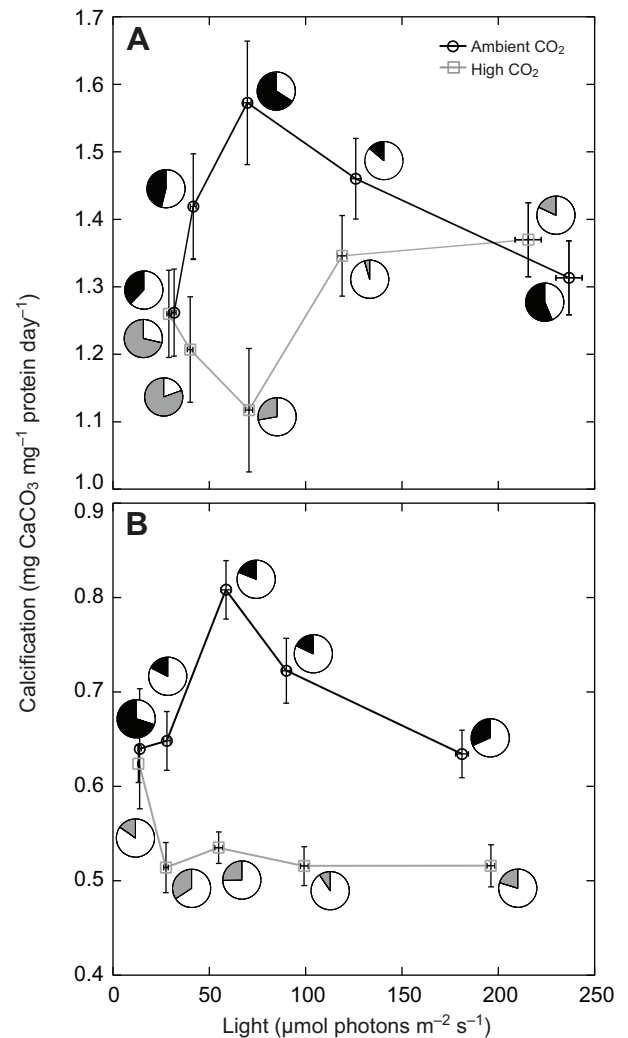 1.7
A
Ambient CO₂
High CO₂
1.6
1.5
1.4
1.3
1.2
1.1
1.0
0.9
B
0.8
0.7
0.6
0.5
0.4
0 50 100 150 200 250
Light (µmol photons m⁻² s⁻¹)
Calcification (mg CaCO₃ mg⁻¹ protein day⁻¹)